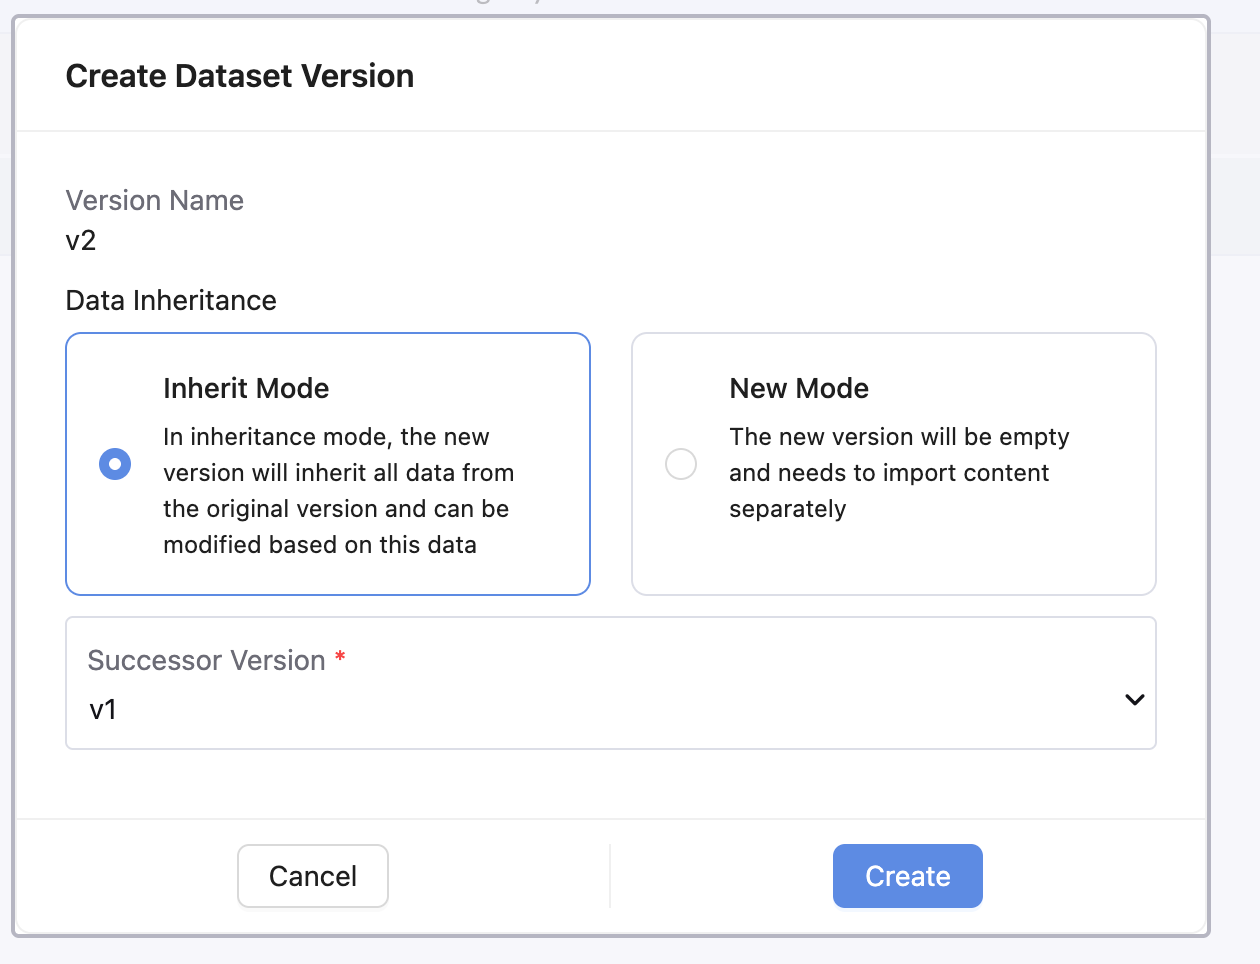 Create Dataset Version
Version Name
v2
Data Inheritance
Inherit Mode
In inheritance mode, the new
version will inherit all data from
the original version and can be
modified based on this data
New Mode
The new version will be empty
and needs to import content
separately
Successor Version *
v1
Cancel
Create